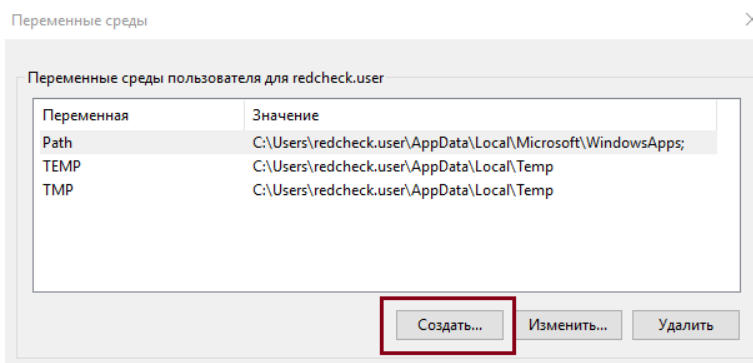 Переменные среды
Переменные среды пользователя для redcheck.user
Переменная Значение
Path C:\Users\redcheck.user\AppData\Local\Microsoft\WindowsApps;
TEMP C:\Users\redcheck.user\AppData\Local\Temp
TMP C:\Users\redcheck.user\AppData\Local\Temp
Создать... Изменить... Удалить